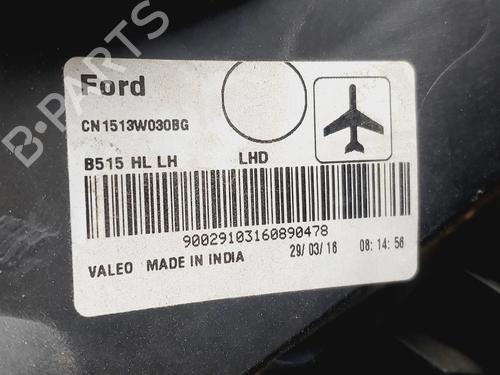 B-PARTS
Ford
CN1513W030BG
B515 HL LH LHD
90029103160890478
29/03/16 08:14:56
VALEO MADE IN INDIA